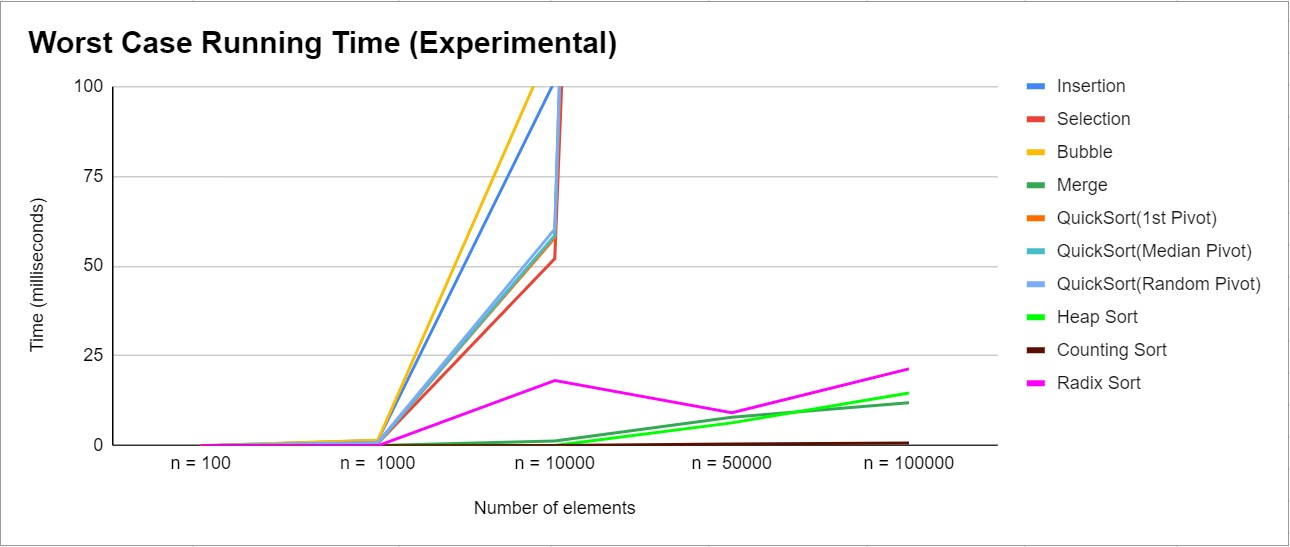 Worst Case Running Time (Experimental)
100
75
50
25
0
Time (milliseconds)
n = 100
n = 1000
n = 10000
n = 50000
n = 100000
Number of elements
Insertion
Selection
Bubble
Merge
QuickSort(1st Pivot)
QuickSort(Median Pivot)
QuickSort(Random Pivot)
Heap Sort
Counting Sort
Radix Sort